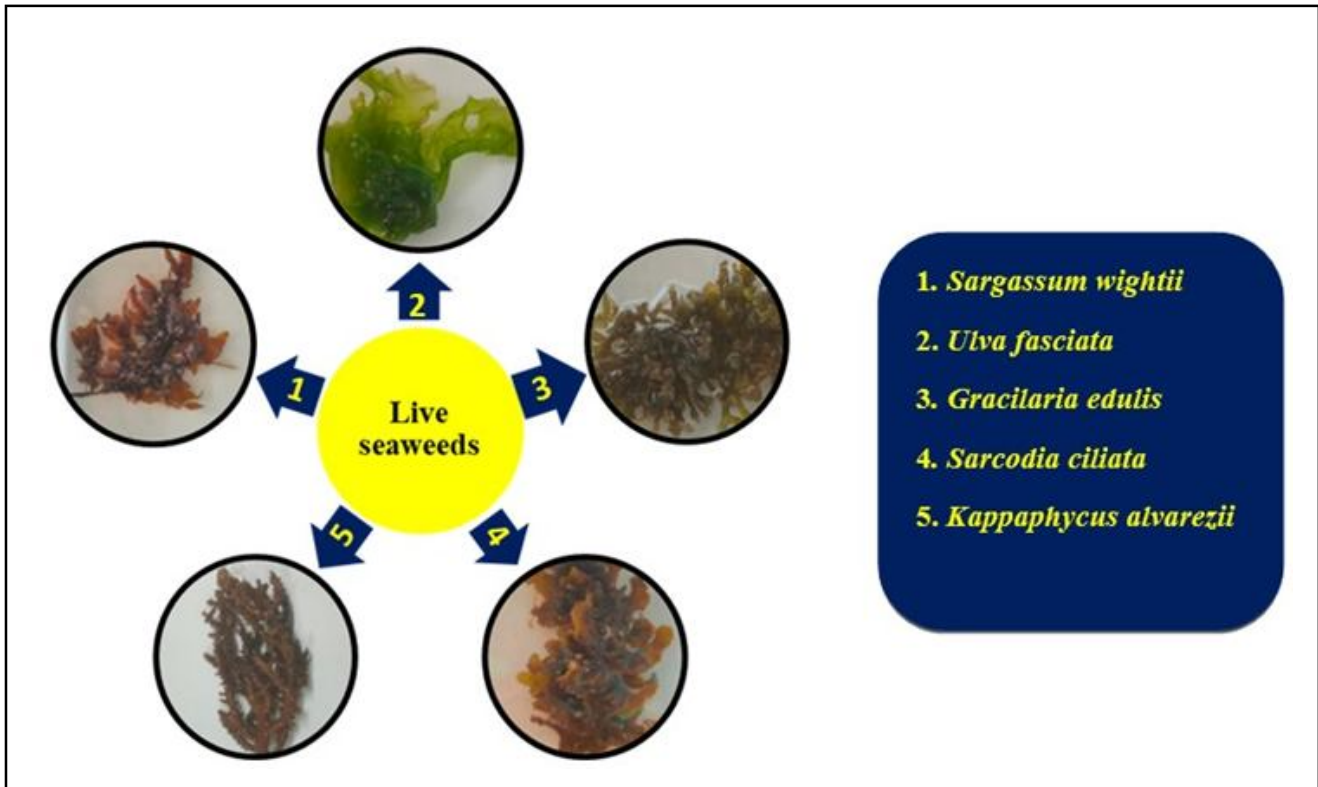 2
1
3
Live
seaweeds
5
4
1. Sargassum wightii
2. Ulva fasciata
3. Gracilaria edulis
4. Sarcodia ciliata
5. Kappaphycus alvarezii